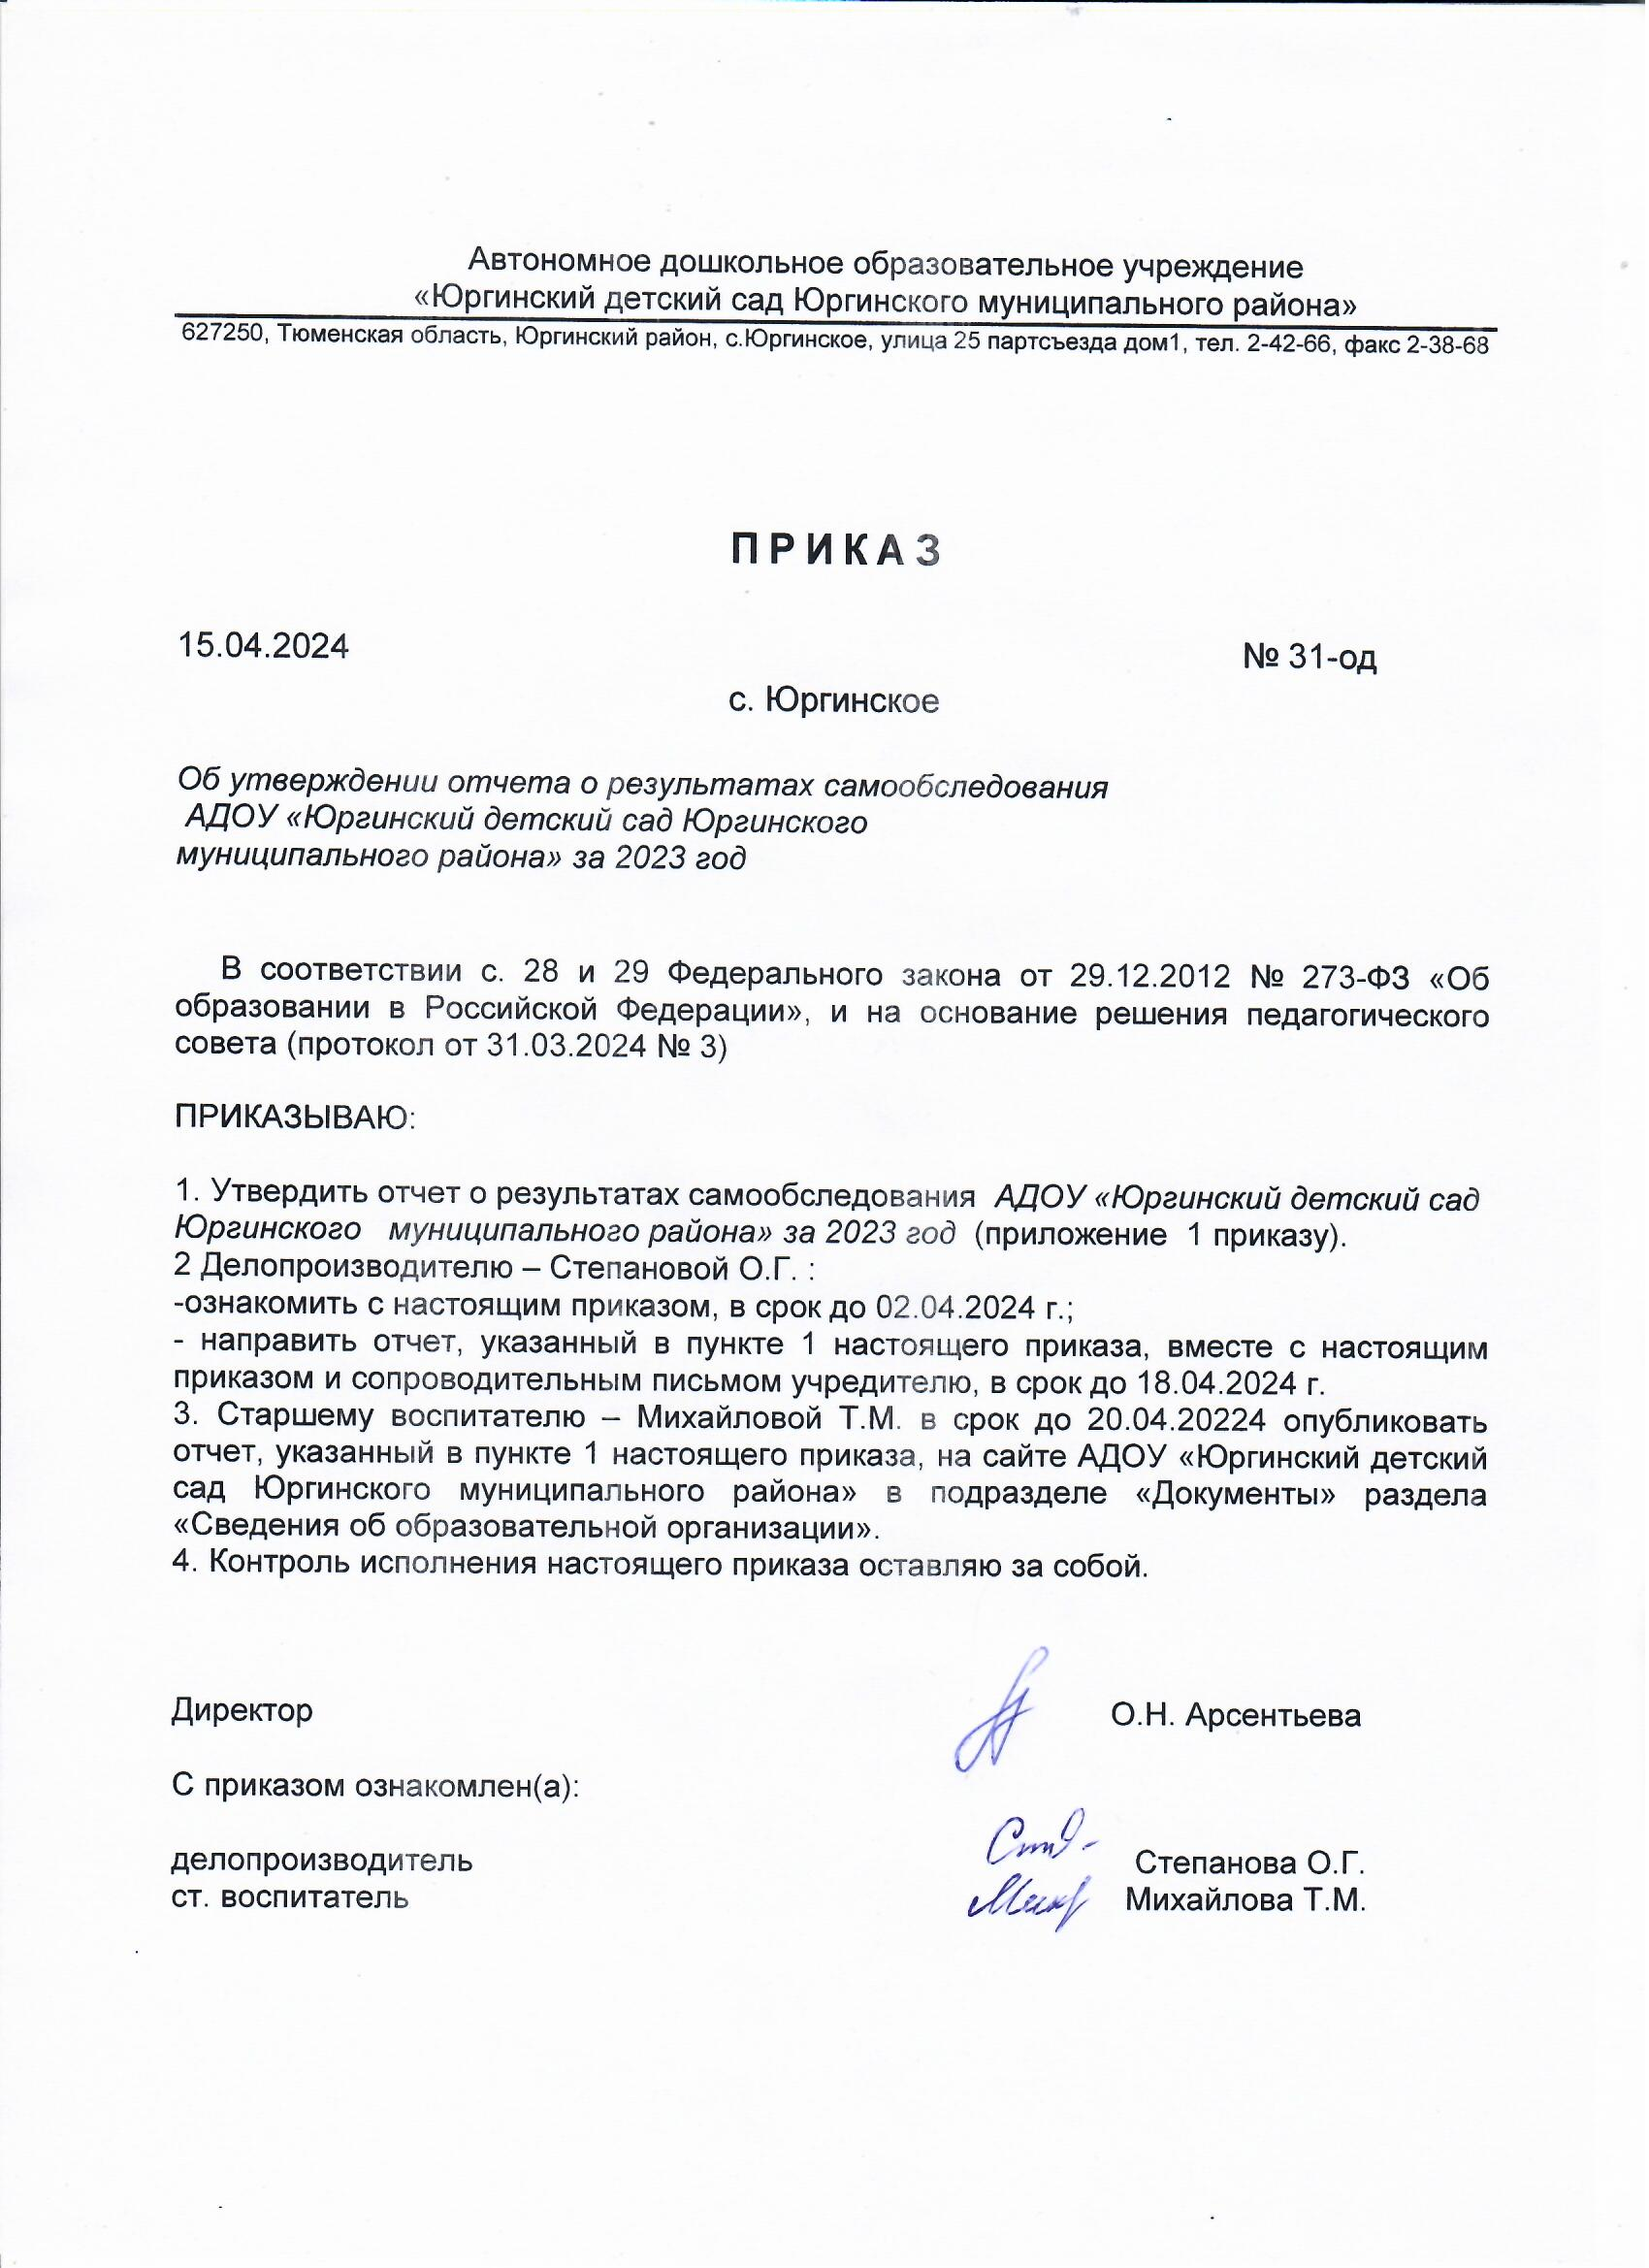 Автономное дошкольное образовательное учреждение
«Юргинский детский сад Юргинского муниципального района»
627250, Тюменская область, Юргинский район, с.Юргинское, улица 25 партсъезда дом1, тел. 2-42-66, факс 2-38-68
П Р И К А З
15.04.2024 № 31-од
с. Юргинское
Об утверждении отчета о результатах самообследования
АДОУ «Юргинский детский сад Юргинского
муниципального района» за 2023 год
В соответствии с. 28 и 29 Федерального закона от 29.12.2012 № 273-ФЗ «Об
образовании в Российской Федерации», и на основание решения педагогического
совета (протокол от 31.03.2024 № 3)
ПРИКАЗЫВАЮ:
1. Утвердить отчет о результатах самообследования АДОУ «Юргинский детский сад
Юргинского муниципального района» за 2023 год (приложение 1 приказу).
2 Делопроизводителю – Степановой О.Г. :
-ознакомить с настоящим приказом, в срок до 02.04.2024 г.;
- направить отчет, указанный в пункте 1 настоящего приказа, вместе с настоящим
приказом и сопроводительным письмом учредителю, в срок до 18.04.2024 г.
3. Старшему воспитателю – Михайловой Т.М. в срок до 20.04.20224 опубликовать
отчет, указанный в пункте 1 настоящего приказа, на сайте АДОУ «Юргинский детский
сад Юргинского муниципального района» в подразделе «Документы» раздела
«Сведения об образовательной организации».
4. Контроль исполнения настоящего приказа оставляю за собой.
Директор О.Н. Арсентьева
С приказом ознакомлен(а):
делопроизводитель Степанова О.Г.
ст. воспитатель Михайлова Т.М.